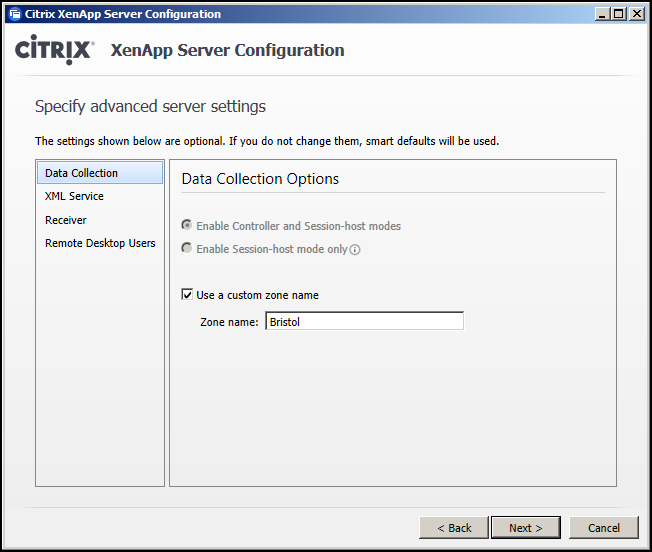 Citrix XenApp Server Configuration
CiTRIX® XenApp Server Configuration
Specify advanced server settings
The settings shown below are optional. If you do not change them, smart defaults will be used.
Data Collection
XML Service
Receiver
Remote Desktop Users
Data Collection Options
Enable Controller and Session-host modes
Enable Session-host mode only
Use a custom zone name
Zone name: Bristol
< Back Next > Cancel